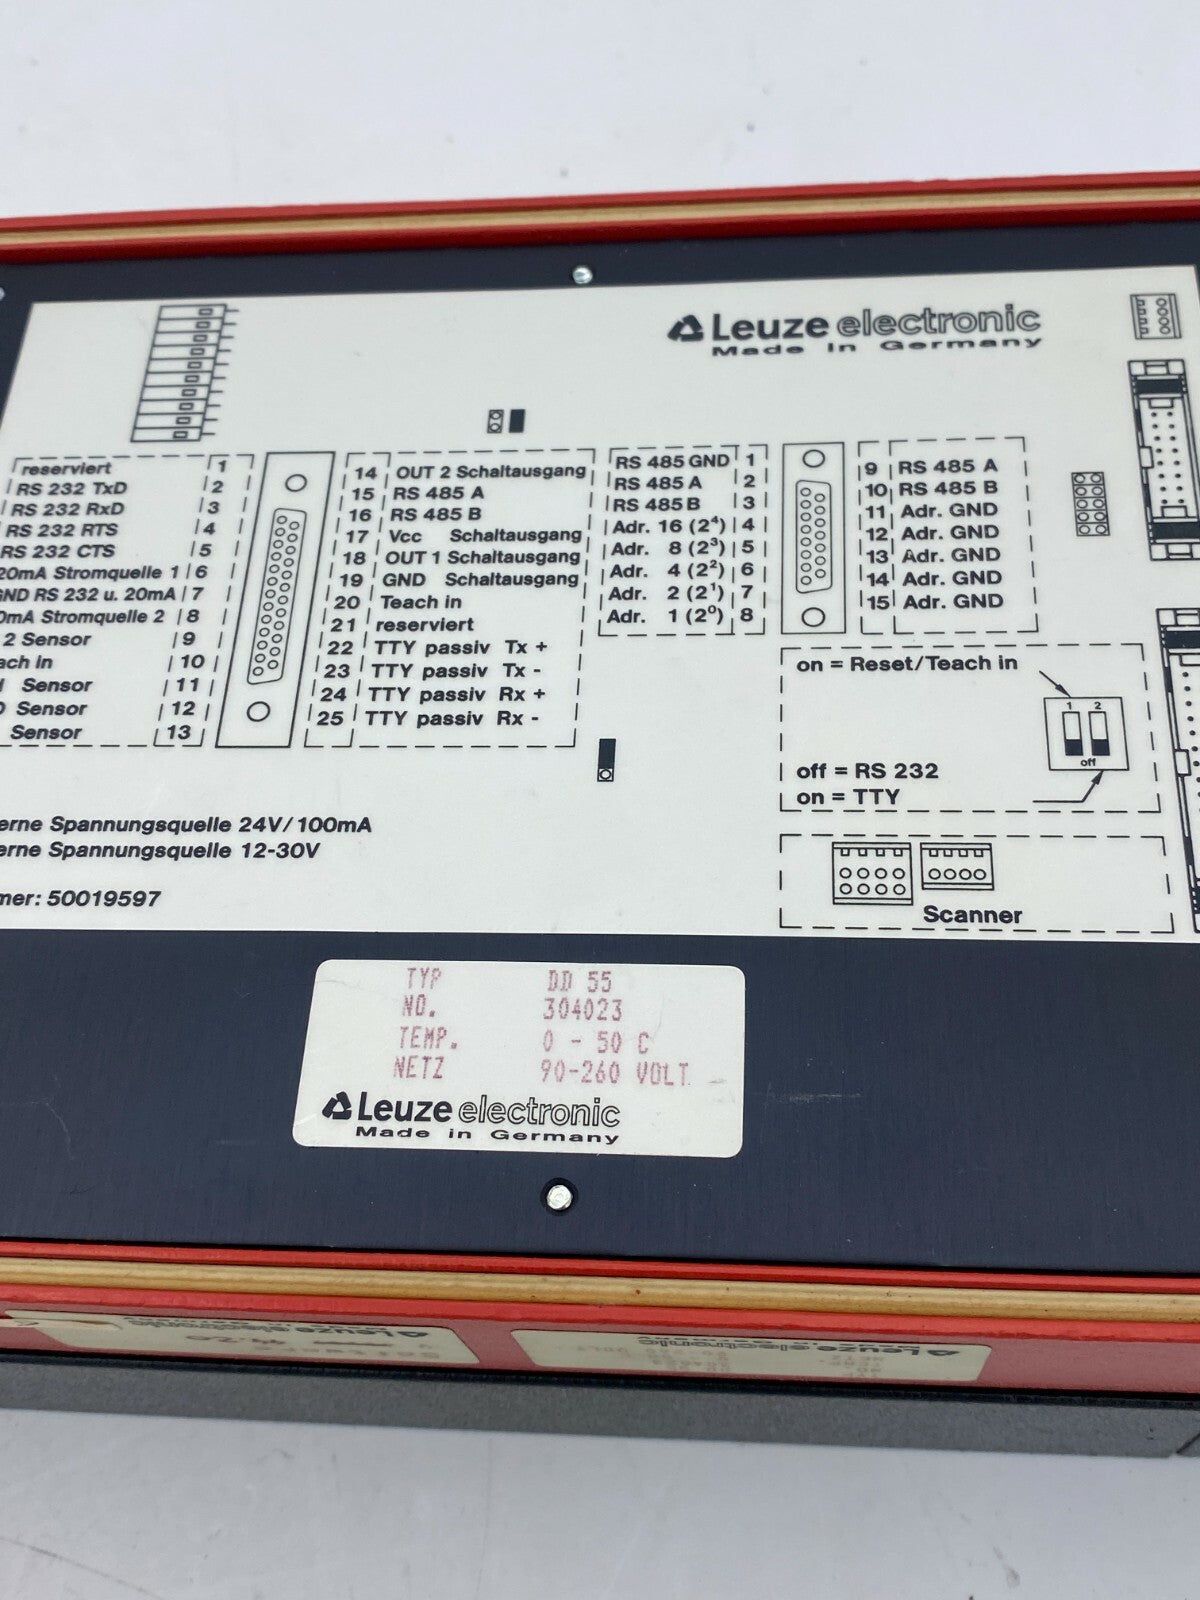 Leuze electronic
Made in Germany
reserviert 1
RS 232 TxD 2
RS 232 RxD 3
RS 232 RTS 4
RS 232 CTS 5
20mA Stromquelle 1 6
GND RS 232 u. 20mA 7
0mA Stromquelle 2 8
2 Sensor 9
ach in 10
Sensor 11
Sensor 12
Sensor 13
14 OUT 2 Schaltausgang
15 RS 485 A
16 RS 485 B
17 Vcc Schaltausgang
18 OUT 1 Schaltausgang
19 GND Schaltausgang
20 Teach in
21 reserviert
22 TTY passiv Tx +
23 TTY passiv Tx -
24 TTY passiv Rx +
25 TTY passiv Rx -
RS 485 GND 1
RS 485 A 2
RS 485 B 3
Adr. 16 (2⁴) 4
Adr. 8 (2³) 5
Adr. 4 (2²) 6
Adr. 2 (2¹) 7
Adr. 1 (2⁰) 8
9 RS 485 A
10 RS 485 B
11 Adr. GND
12 Adr. GND
13 Adr. GND
14 Adr. GND
15 Adr. GND
on = Reset/Teach in
1 2
off
off = RS 232
on = TTY
Scanner
erne Spannungsquelle 24V/100mA
erne Spannungsquelle 12-30V
mer: 50019597
TYP DD 55
NO. 304023
TEMP. 0 - 50 C
NETZ 90-260 VOLT
Leuze electronic
Made in Germany
Leuze electronic
Leuze electronic
Made in Germany